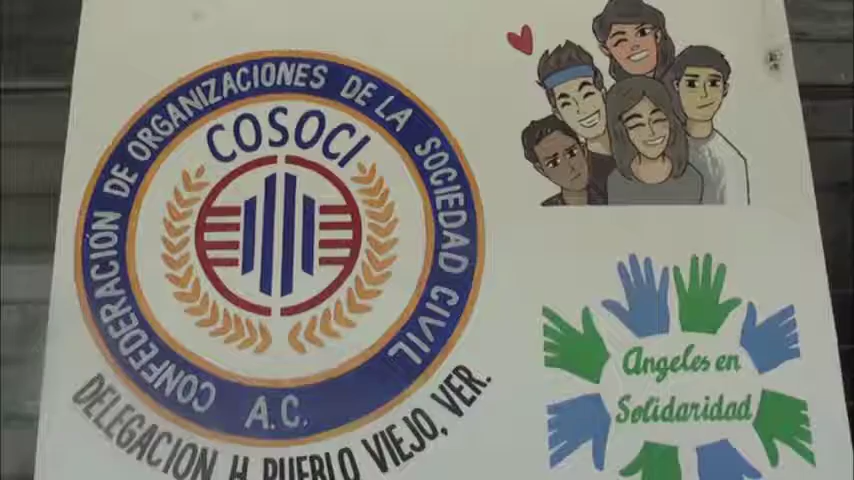 CONFEDERACIÓN DE ORGANIZACIONES DE LA SOCIEDAD CIVIL
A.C.
COSOCI
DELEGACION H. PUEBLO VIEJO, VER.
Angeles en
Solidaridad